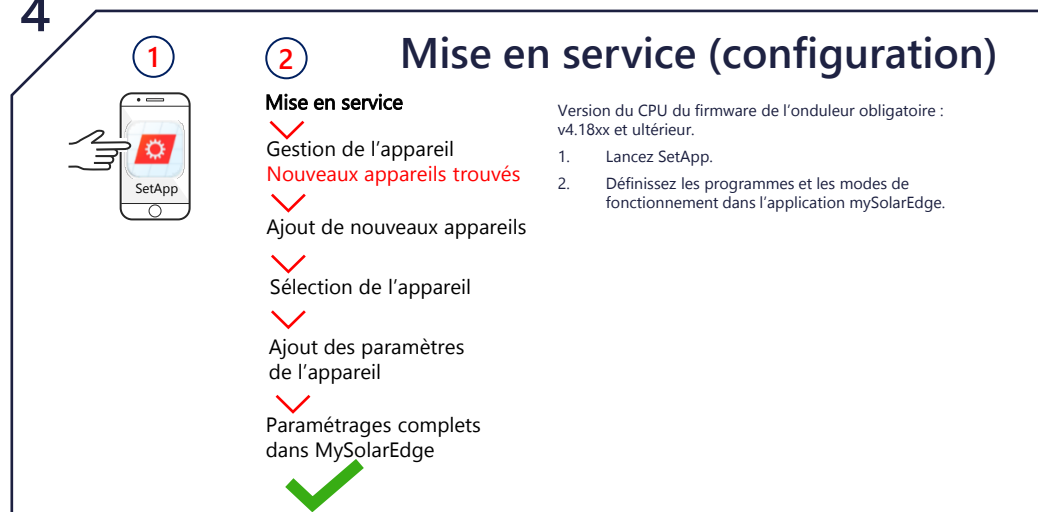 4
Mise en service (configuration)
1
SetApp
2
Mise en service
Gestion de l'appareil
Nouveaux appareils trouvés
Ajout de nouveaux appareils
Sélection de l'appareil
Ajout des paramètres
de l'appareil
Paramétrages complets
dans MySolarEdge
Version du CPU du firmware de l'onduleur obligatoire :
v4.18xx et ultérieur.
1. Lancez SetApp.
2. Définissez les programmes et les modes de
fonctionnement dans l'application mySolarEdge.